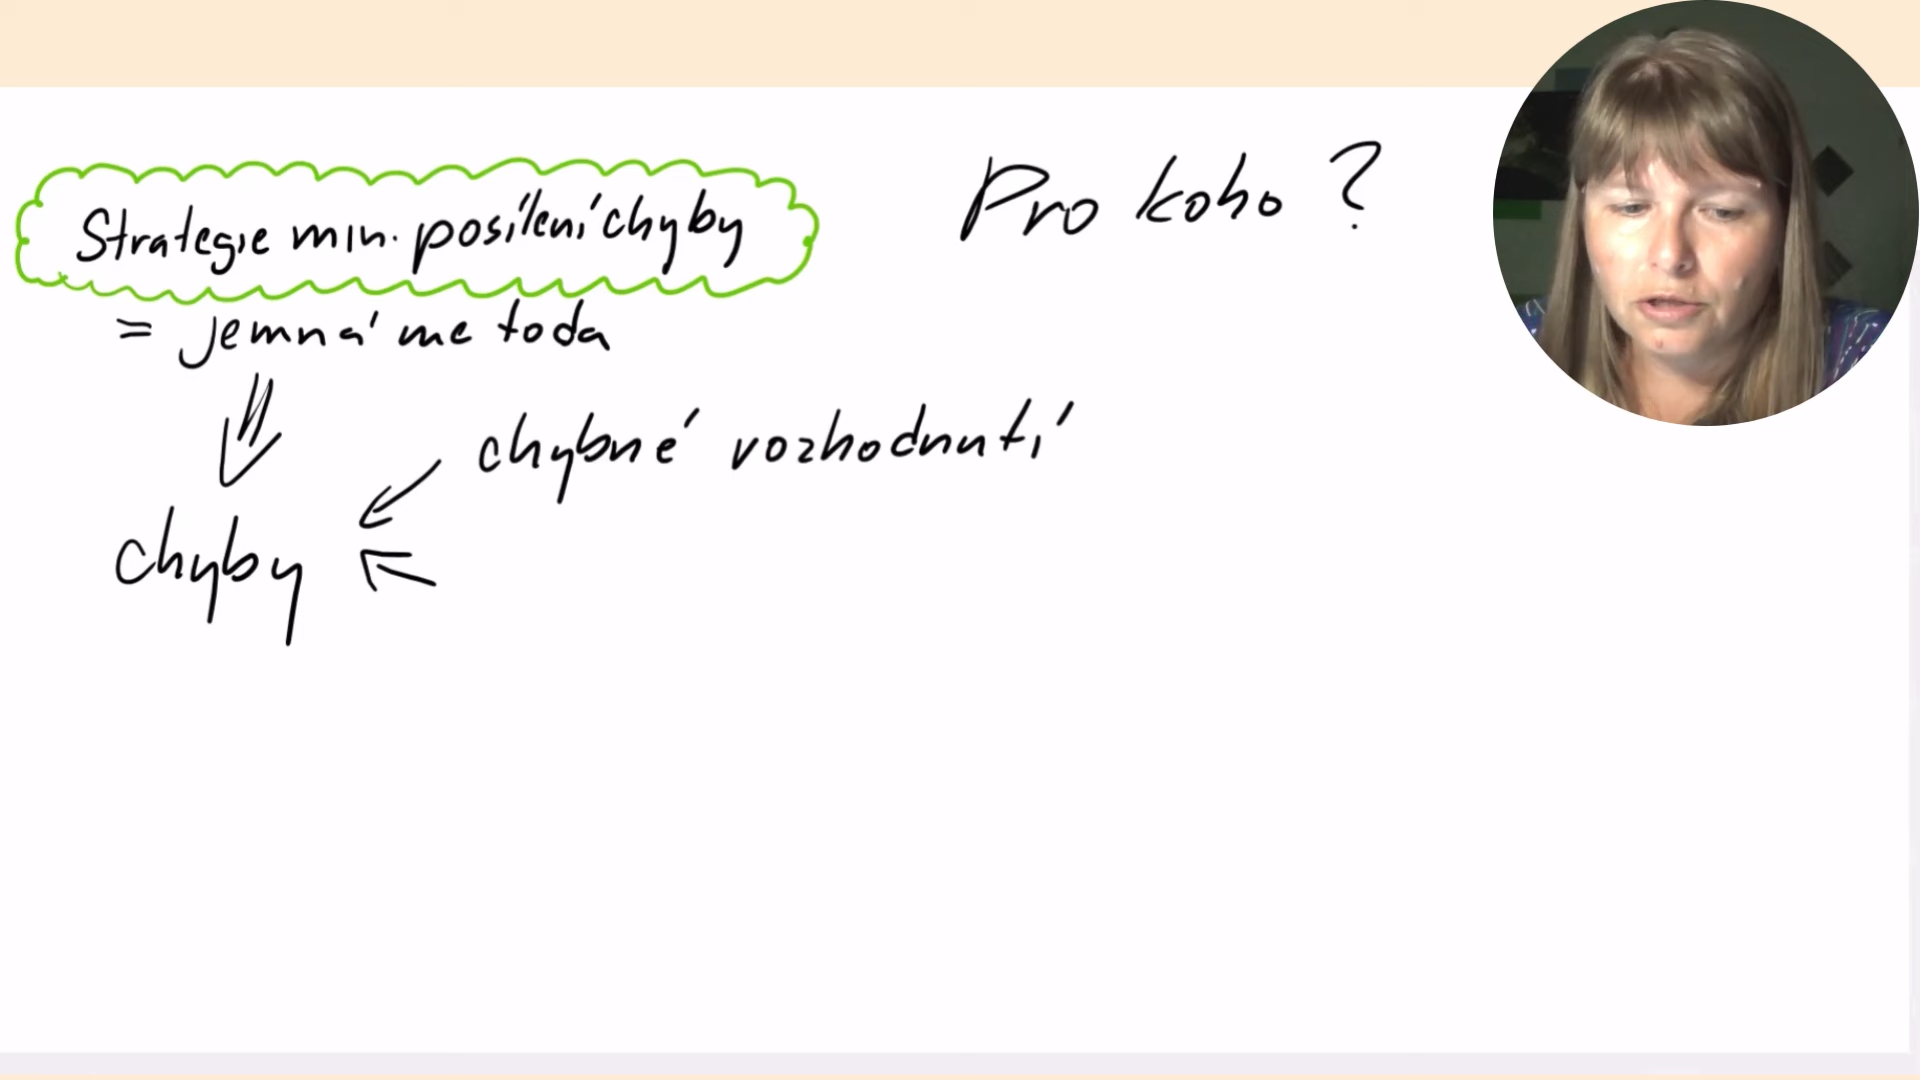 Strategie min. posílení chyby
Pro koho?
= jemná metoda
chybné rozhodnutí
chyby